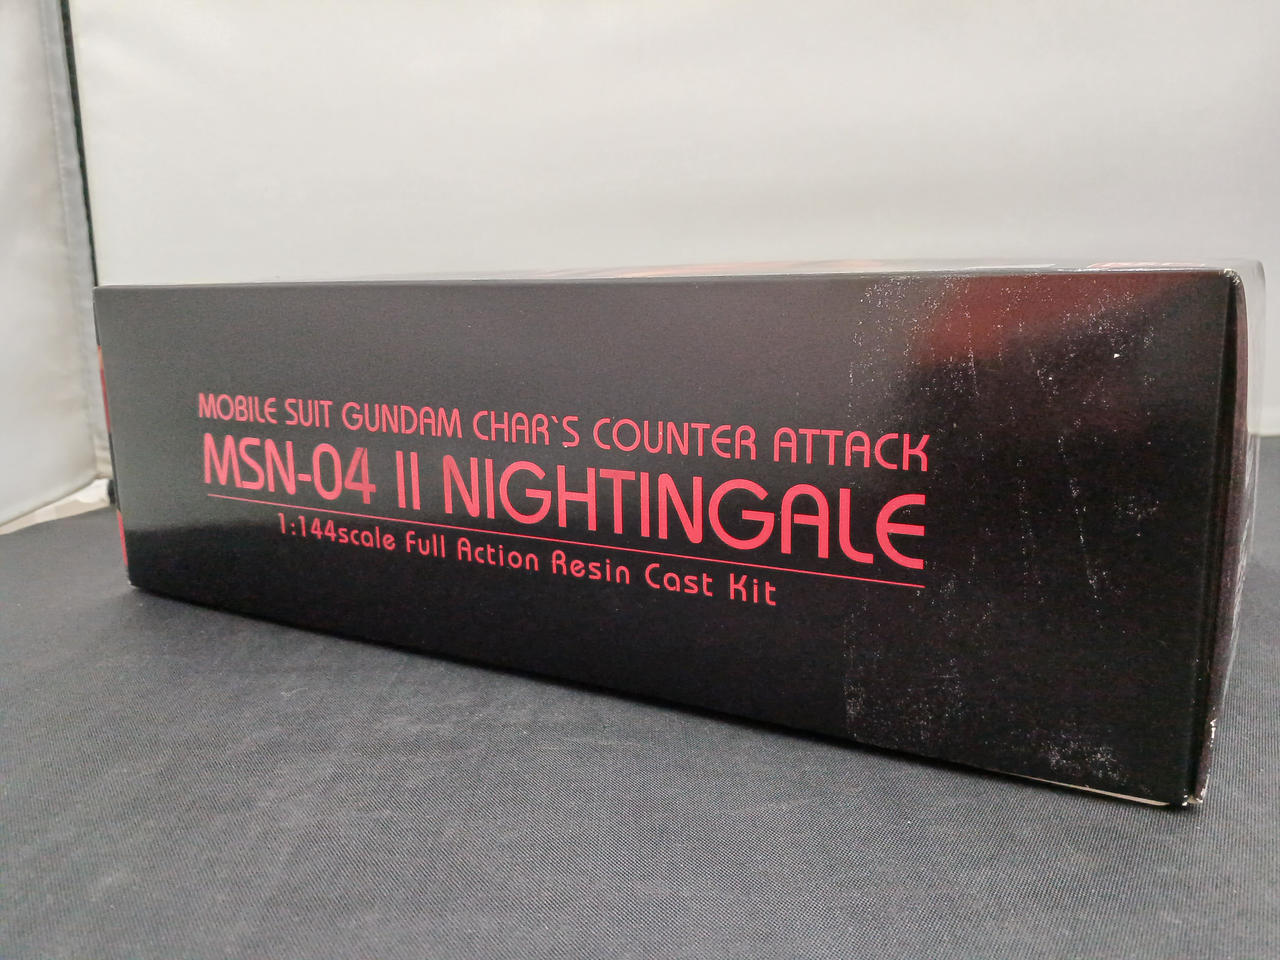 MOBILE SUIT GUNDAM CHAR`S COUNTER ATTACK
MSN-04 II NIGHTINGALE
1:144scale Full Action Resin Cast Kit